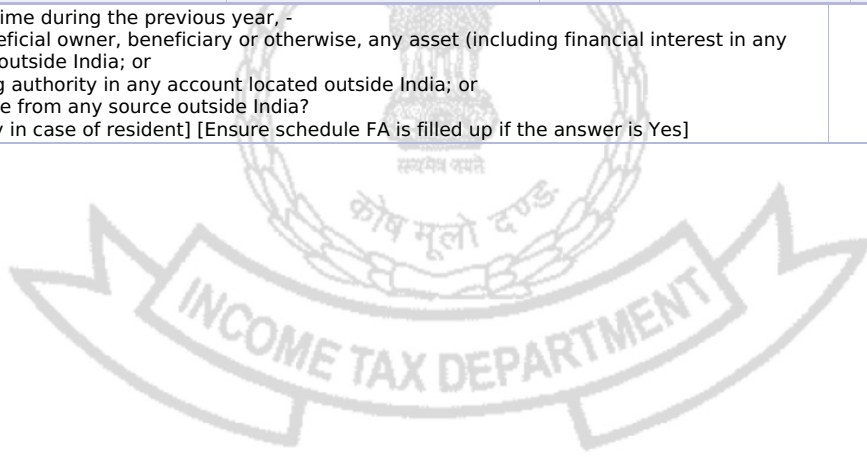 ime during the previous year, -
eficial owner, beneficiary or otherwise, any asset (including financial interest in any
outside India; or
g authority in any account located outside India; or
e from any source outside India?
y in case of resident] [Ensure schedule FA is filled up if the answer is Yes]
सत्यमेव जयते
कोष मूलो दण्डः
INCOME TAX DEPARTMENT